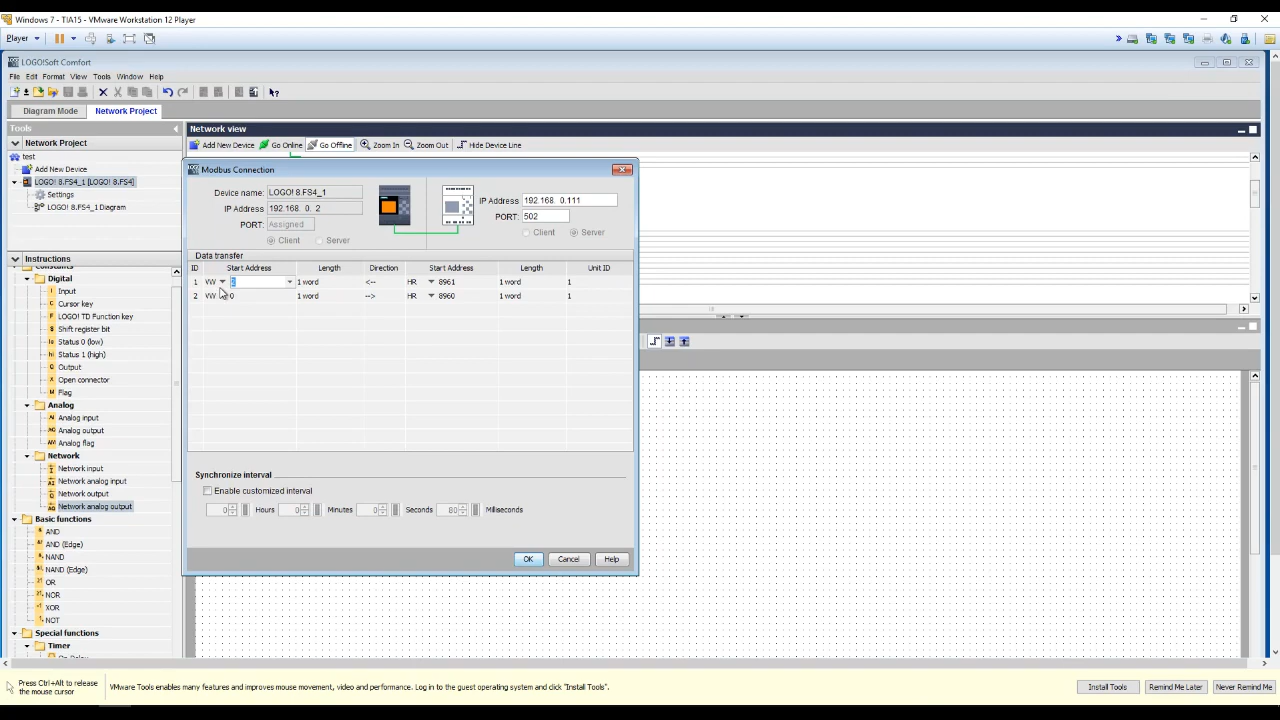 Windows 7 - TIA15 - VMware Workstation 12 Player
Player
LOGO!Soft Comfort
File Edit Format View Tools Window Help
Diagram Mode Network Project
Tools
Network Project
test
Add New Device
LOGO! 8.FS4_1 [LOGO! 8.FS4]
Settings
LOGO! 8.FS4_1 Diagram
Instructions
Constants
Digital
Input
Cursor key
LOGO! TD Function key
Shift register bit
Status 0 (low)
Status 1 (high)
Output
Open connector
Flag
Analog
Analog input
Analog output
Analog flag
Network
Network input
Network analog input
Network output
Network analog output
Basic functions
AND
AND (Edge)
NAND
NAND (Edge)
OR
NOR
XOR
NOT
Special functions
Timer
Network view
Add New Device Go Online Go Offline Zoom In Zoom Out Hide Device Line
Modbus Connection
Device name: LOGO! 8.FS4_1
IP Address 192.168. 0. 2
PORT: Assigned
Client Server
IP Address 192.168. 0.111
PORT: 502
Client Server
Data transfer
ID Start Address Length Direction Start Address Length Unit ID
1 VW 1 word <-- HR 8961 1 word 1
2 VW 0 1 word --> HR 8960 1 word 1
Synchronize interval
Enable customized interval
0 Hours 0 Minutes 0 Seconds 80 Milliseconds
OK Cancel Help
Press Ctrl+Alt to release
the mouse cursor
VMware Tools enables many features and improves mouse movement, video and performance. Log in to the guest operating system and click "Install Tools".
Install Tools Remind Me Later Never Remind Me